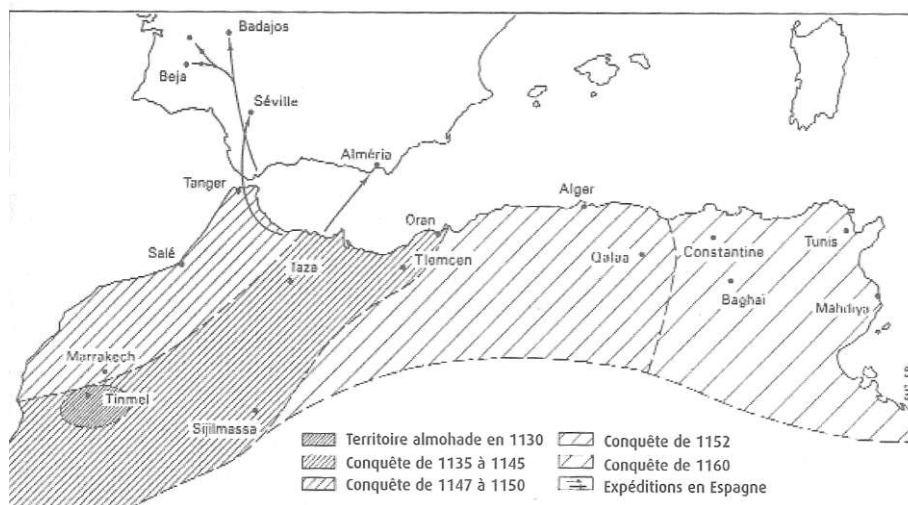 Badajos
Beja
Séville
Alméria
Tanger
Alger
Oran
Salé
Taza
Tlemcen
Qalaa
Constantine
Tunis
Baghai
Mahdiya
Marrakech
Tinmel
Sijilmassa
Territoire almohade en 1130
Conquête de 1135 à 1145
Conquête de 1147 à 1150
Conquête de 1152
Conquête de 1160
Expéditions en Espagne